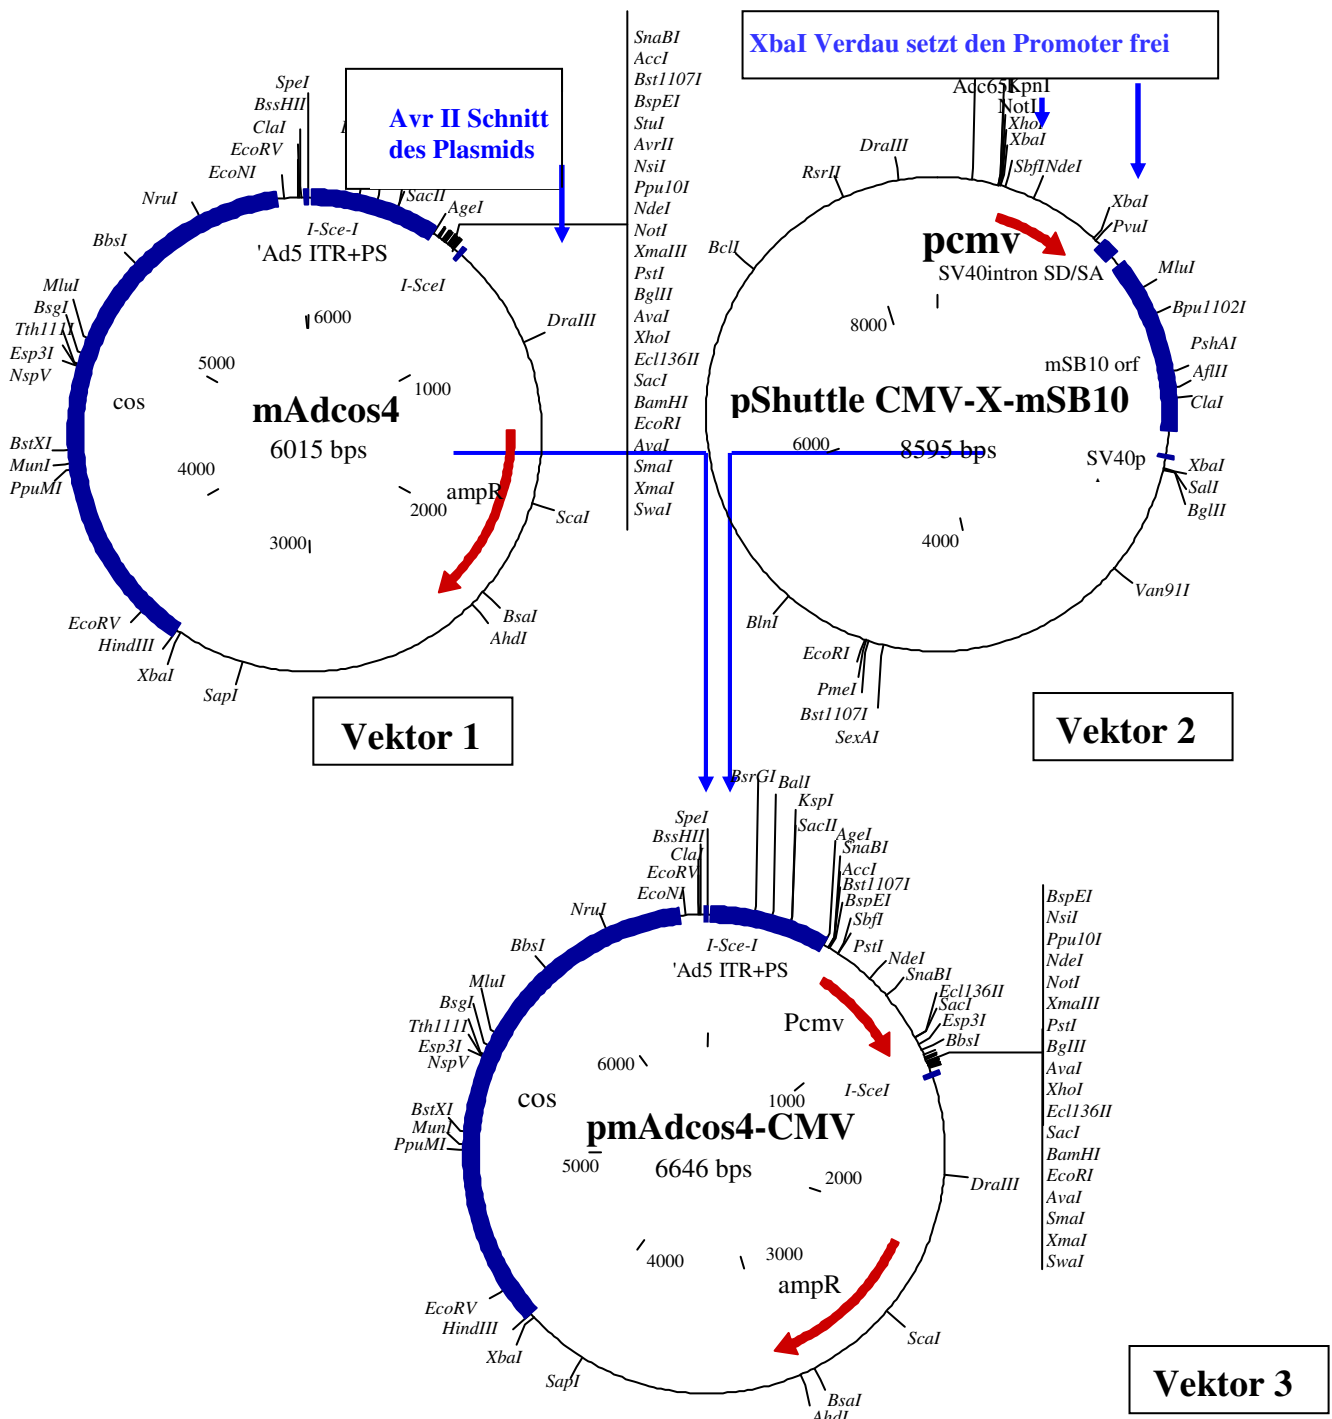 XbaI Verdau setzt den Promoter frei
Avr II Schnitt
des Plasmids
SpeI
BssHII
ClaI
EcoRV
EcoNI
NruI
BbsI
MluI
BsgI
Tth111I
Esp3I
NspV
BstXI
MunI
PpuMI
EcoRV
HindIII
XbaI
SapI
SacII
AgeI
I-Sce-I
'Ad5 ITR+PS
I-SceI
DraIII
ScaI
BsaI
AhdI
6000
1000
2000
3000
4000
5000
cos
ampR
mAdcos4
6015 bps
SnaBI
AccI
Bst1107I
BspEI
StuI
AvrII
NsiI
Ppu10I
NdeI
NotI
XmaIII
PstI
BglII
AvaI
XhoI
Ecl136II
SacI
BamHI
EcoRI
AvaI
SmaI
XmaI
SwaI
Vektor 1
Acc65I
KpnI
NotI
XhoI
XbaI
SbfI
NdeI
DraIII
RsrII
BclI
XbaI
PvuI
MluI
Bpu1102I
PshAI
AflII
ClaI
XbaI
SalI
BglII
Van91I
BlnI
EcoRI
PmeI
Bst1107I
SexAI
pcmv
SV40intron SD/SA
mSB10 orf
SV40p
8000
6000
4000
pShuttle CMV-X-mSB10
8595 bps
Vektor 2
BsrGI
BalI
KspI
SacII
AgeI
SnaBI
AccI
Bst1107I
BspEI
SbfI
PstI
NdeI
SnaBI
Ecl136II
SacI
Esp3I
BbsI
SpeI
BssHII
ClaI
EcoRV
EcoNI
NruI
BbsI
MluI
BsgI
Tth111I
Esp3I
NspV
BstXI
MunI
PpuMI
EcoRV
HindIII
XbaI
SapI
I-Sce-I
'Ad5 ITR+PS
Pcmv
I-SceI
cos
ampR
6000
1000
2000
3000
4000
5000
pmAdcos4-CMV
6646 bps
DraIII
ScaI
BsaI
AhdI
BspEI
NsiI
Ppu10I
NdeI
NotI
XmaIII
PstI
BglII
AvaI
XhoI
Ecl136II
SacI
BamHI
EcoRI
AvaI
SmaI
XmaI
SwaI
Vektor 3